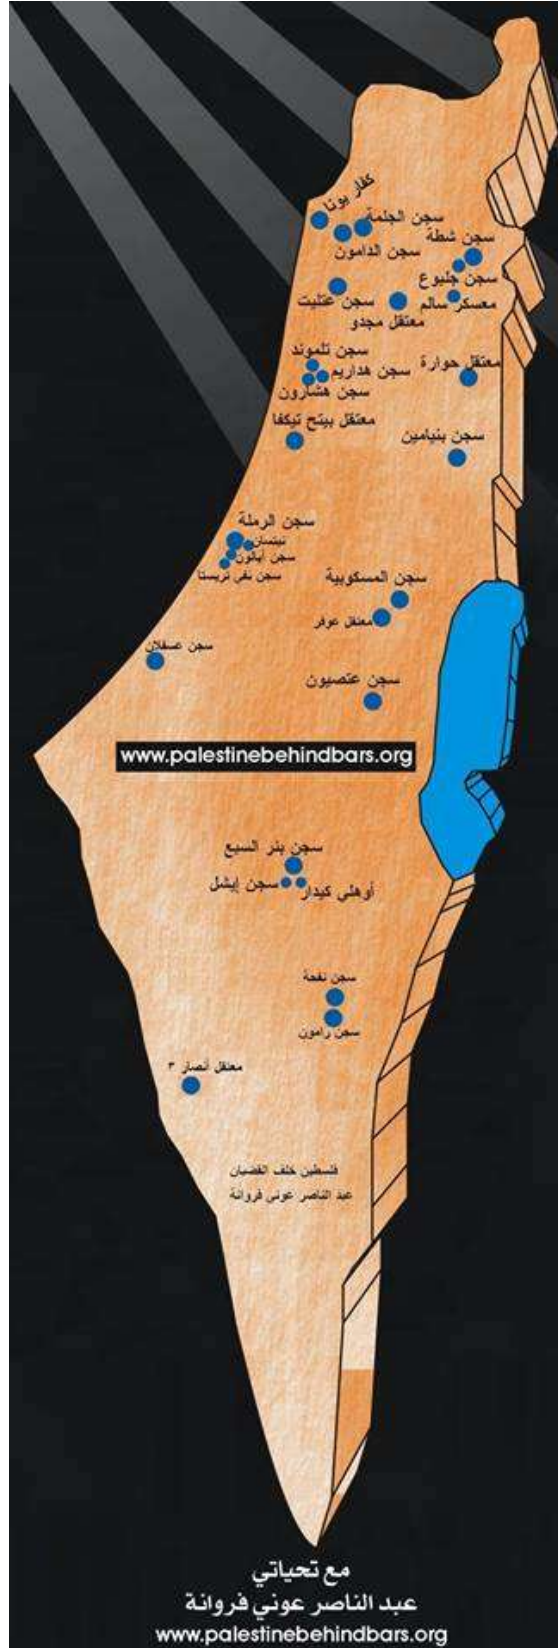 كفار يونا
سجن الجلمة
سجن الدامون
سجن شطة
سجن جلبوع
سجن عتليت
معتقل مجدو
معسكر سالم
سجن تلموند
سجن هداريم
سجن هشارون
معتقل حوارة
معتقل بيتح تيكفا
سجن بنيامين
سجن الرملة
نيتسان
سجن أيالون
سجن نفي تريستا
سجن المسكوبية
معتقل عوفر
سجن عسقلان
سجن عتصيون
www.palestinebehindbars.org
سجن بئر السبع
سجن إيشل
أوهلي كيدار
سجن نفحة
سجن رامون
معتقل أنصار ٣
فلسطين خلف القضبان
عبد الناصر عوني فروانة
مع تحياتي
عبد الناصر عوني فروانة
www.palestinebehindbars.org